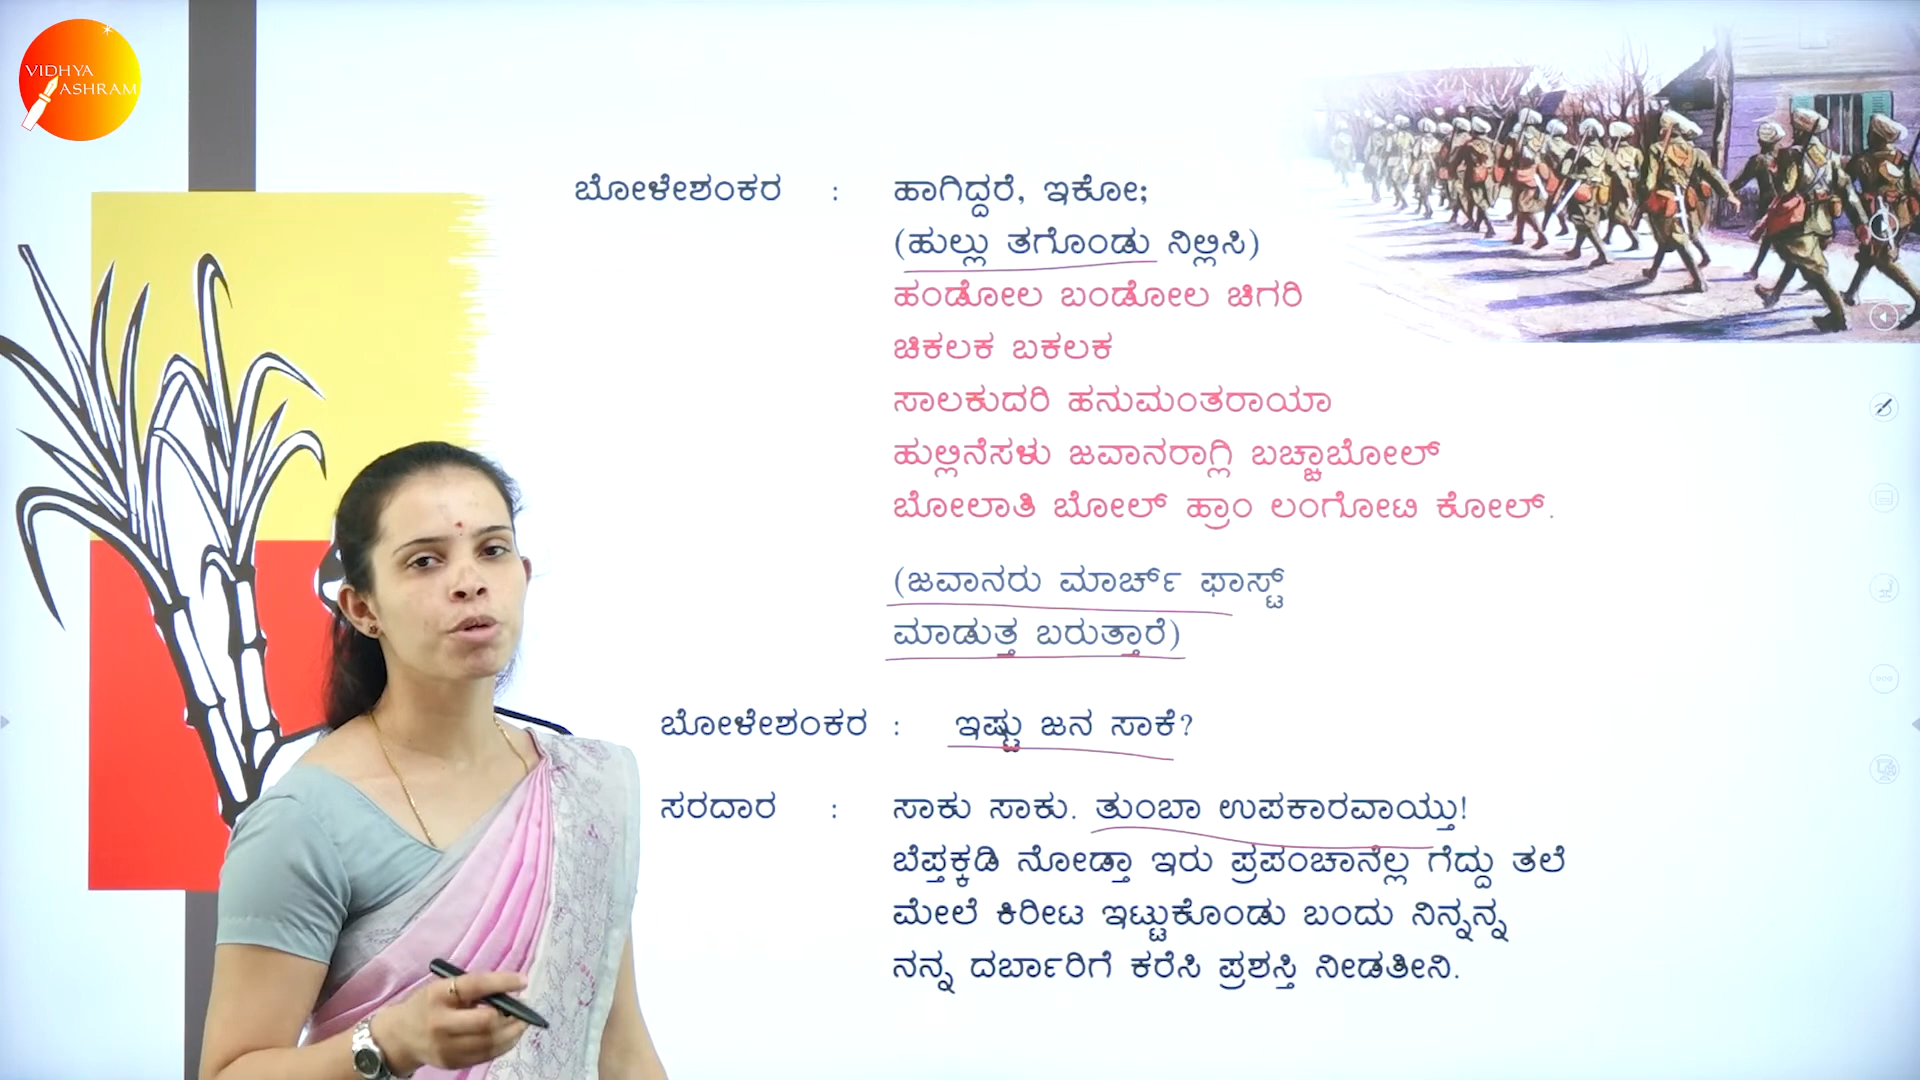 VIDHYA
ASHRAM
ಬೋಳೇಶಂಕರ : ಹಾಗಿದ್ದರೆ, ಇಕೋ;
(ಹುಲ್ಲು ತಗೊಂಡು ನಿಲ್ಲಿಸಿ)
ಹಂಡೋಲ ಬಂಡೋಲ ಚಿಗರಿ
ಚಿಕಲಕ ಬಕಲಕ
ಸಾಲಕುದರಿ ಹನುಮಂತರಾಯಾ
ಹುಲ್ಲಿನೆಸಳು ಜವಾನರಾಗ್ಲಿ ಬಚ್ಚಾಬೋಲ್
ಬೋಲಾತಿ ಬೋಲ್ ಹ್ರಾಂ ಲಂಗೋಟಿ ಕೋಲ್.
(ಜವಾನರು ಮಾರ್ಚ್ ಫಾಸ್ಟ್
ಮಾಡುತ್ತ ಬರುತ್ತಾರೆ)
ಬೋಳೇಶಂಕರ : ಇಷ್ಟು ಜನ ಸಾಕೆ?
ಸರದಾರ : ಸಾಕು ಸಾಕು. ತುಂಬಾ ಉಪಕಾರವಾಯ್ತು!
ಬೆಪ್ತಕ್ಕಡಿ ನೋಡ್ತಾ ಇರು ಪ್ರಪಂಚಾನೆಲ್ಲ ಗೆದ್ದು ತಲೆ
ಮೇಲೆ ಕಿರೀಟ ಇಟ್ಟುಕೊಂಡು ಬಂದು ನಿನ್ನನ್ನ
ನನ್ನ ದರ್ಬಾರಿಗೆ ಕರೆಸಿ ಪ್ರಶಸ್ತಿ ನೀಡತೀನಿ.